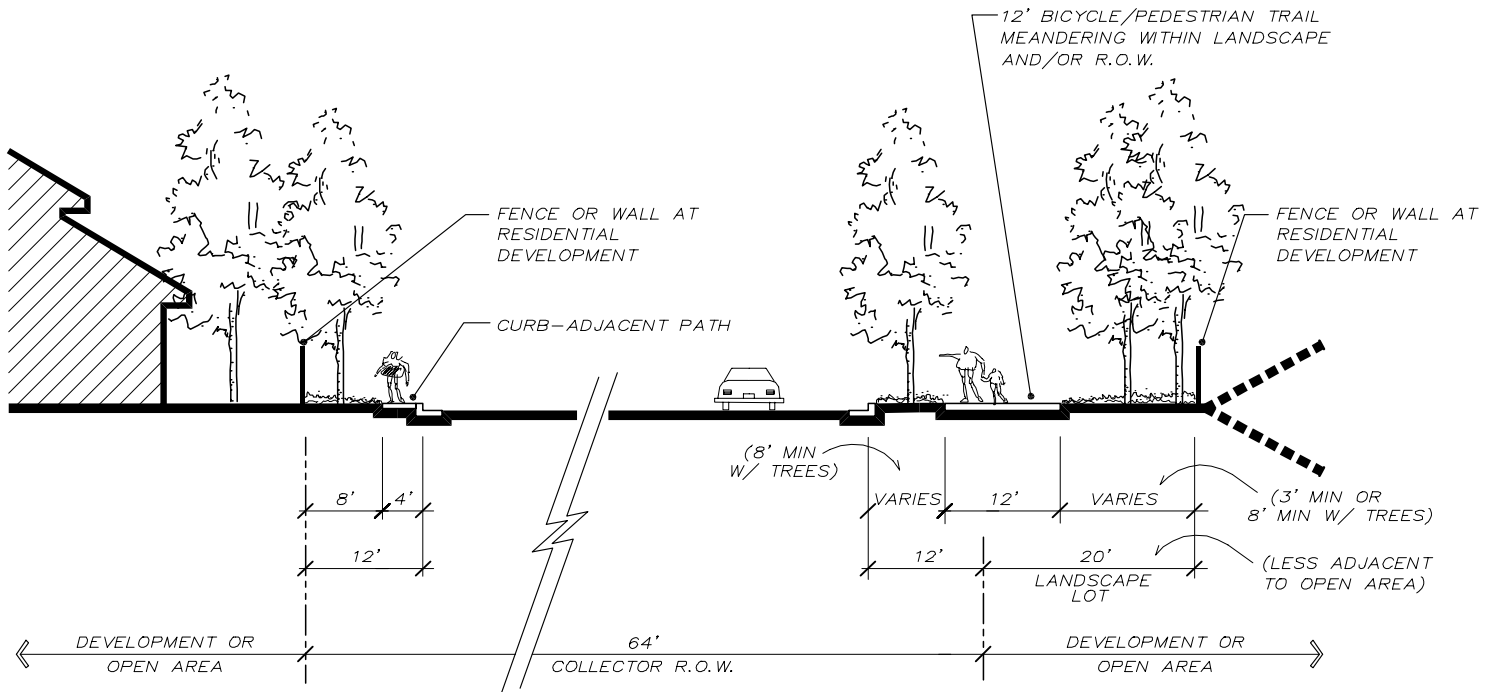 12' BICYCLE/PEDESTRIAN TRAIL
MEANDERING WITHIN LANDSCAPE
AND/OR R.O.W.
FENCE OR WALL AT
RESIDENTIAL
DEVELOPMENT
FENCE OR WALL AT
RESIDENTIAL
DEVELOPMENT
CURB-ADJACENT PATH
(8' MIN
W/ TREES)
8'
4'
VARIES
12'
VARIES
(3' MIN OR
8' MIN W/ TREES)
12'
12'
20'
LANDSCAPE
LOT
(LESS ADJACENT
TO OPEN AREA)
DEVELOPMENT OR
OPEN AREA
64'
COLLECTOR R.O.W.
DEVELOPMENT OR
OPEN AREA